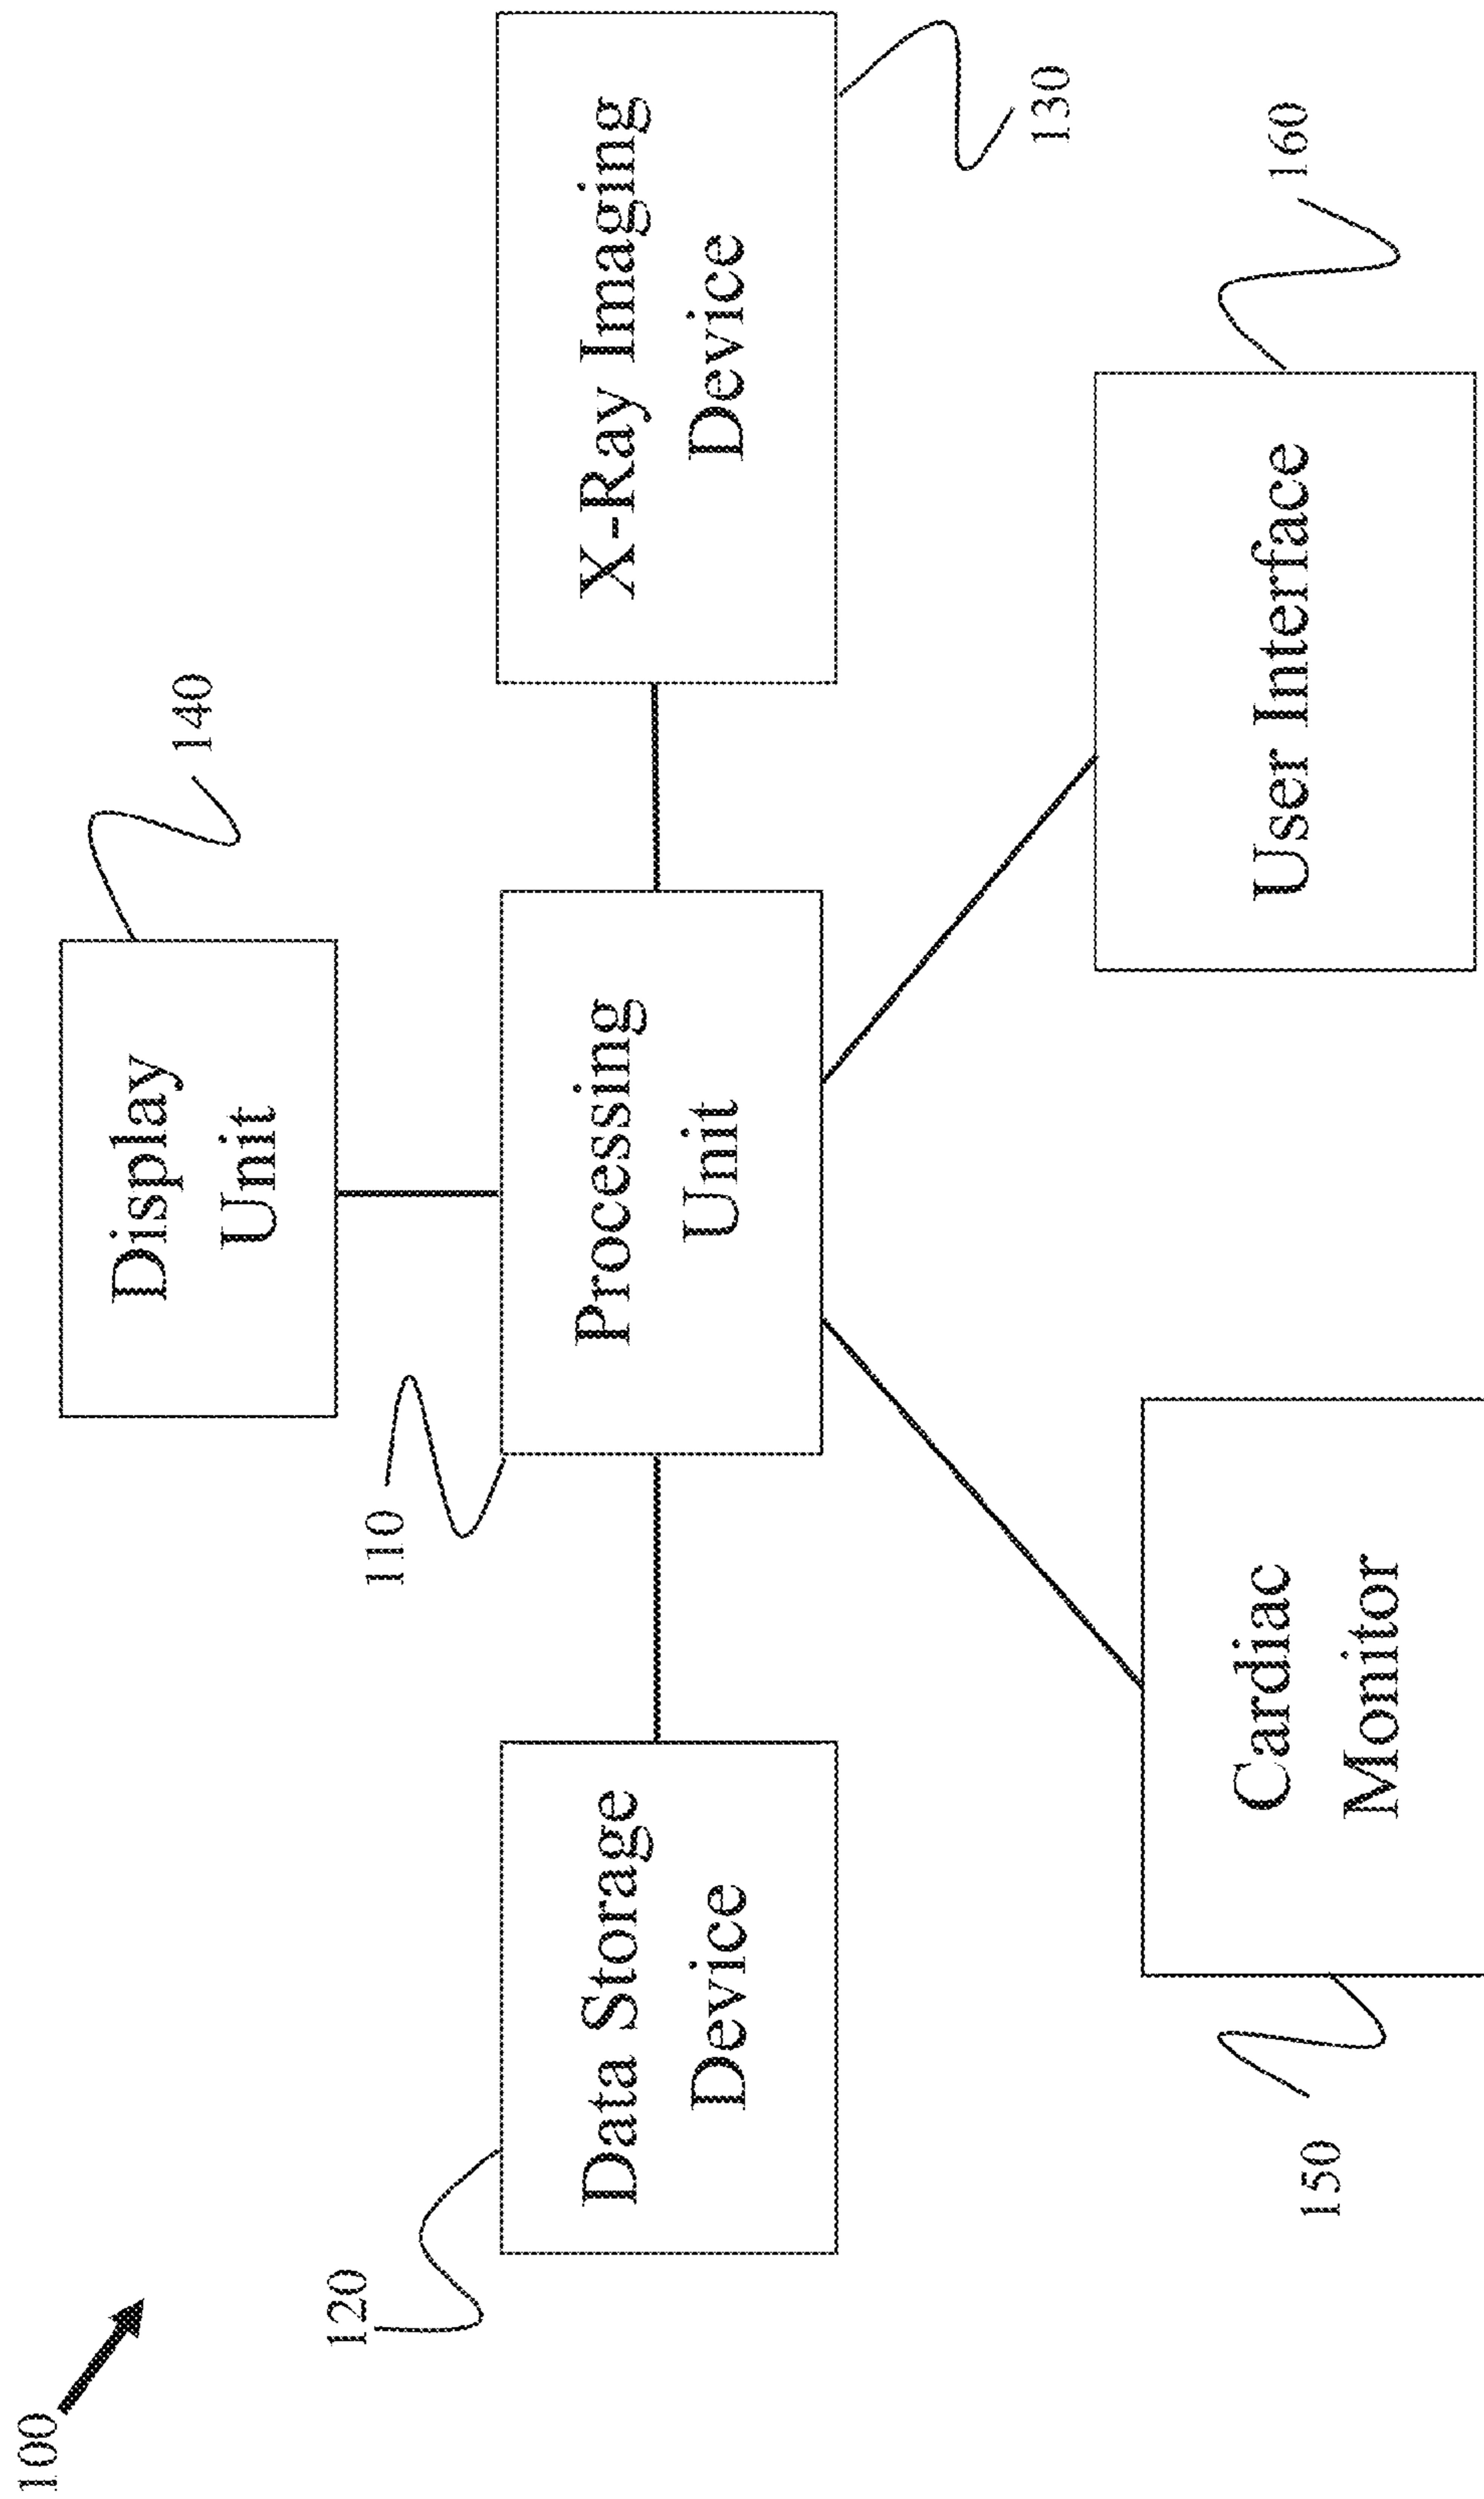 100
140
Display
Unit
110
120
130
Data Storage
Device
Processing
Unit
X-Ray Imaging
Device
150
160
Cardiac
Monitor
User Interface